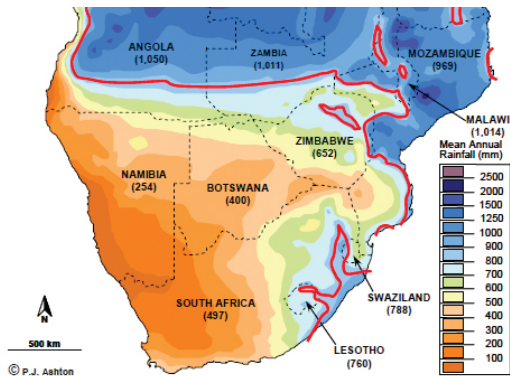 ANGOLA
(1,050)
ZAMBIA
(1,011)
MOZAMBIQUE
(969)
MALAWI
(1,014)
ZIMBABWE
(652)
NAMIBIA
(254)
BOTSWANA
(400)
SOUTH AFRICA
(497)
SWAZILAND
(788)
LESOTHO
(760)
Mean Annual
Rainfall (mm)
2500
2000
1500
1250
1000
900
800
700
600
500
400
300
200
100
N
500 km
© P.J. Ashton